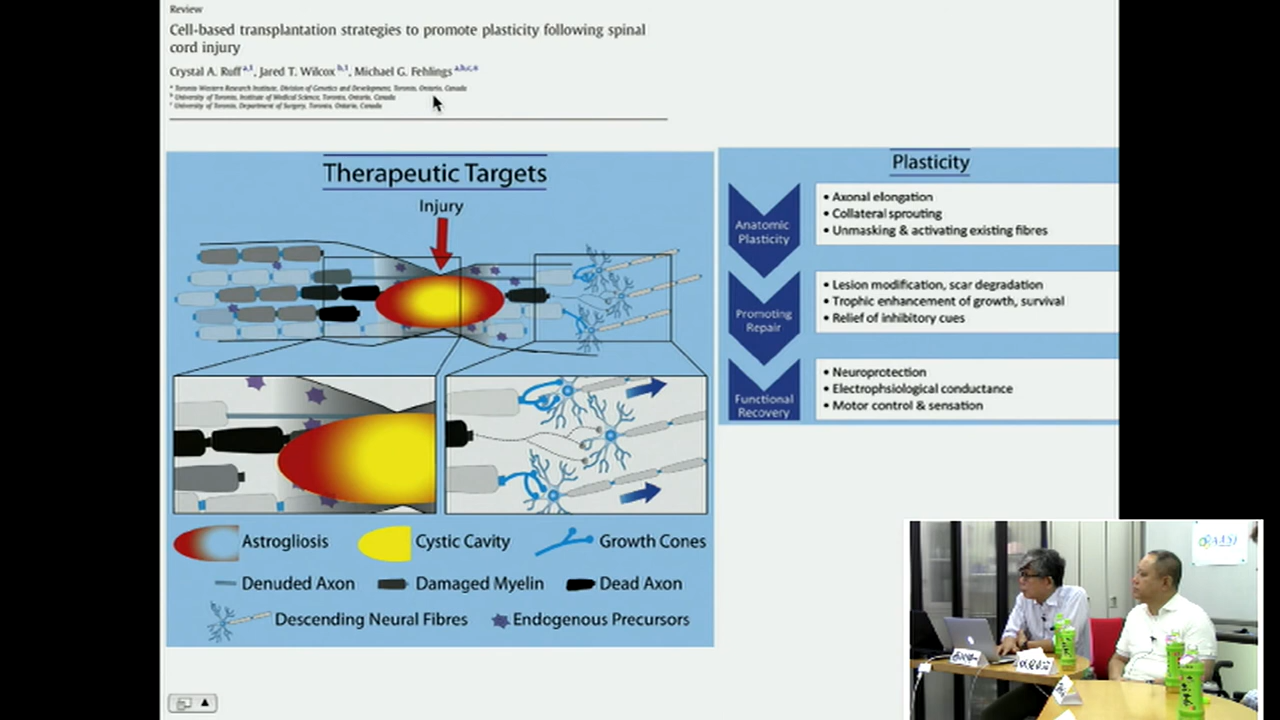 Review
Cell-based transplantation strategies to promote plasticity following spinal
cord injury
Crystal A. Ruff a,1, Jared T. Wilcox b,1, Michael G. Fehlings a,b,c,*
a Toronto Western Research Institute, Division of Genetics and Development, Toronto, Ontario, Canada
b University of Toronto, Institute of Medical Science, Toronto, Ontario, Canada
c University of Toronto, Department of Surgery, Toronto, Ontario, Canada
Therapeutic Targets
Injury
Astrogliosis
Cystic Cavity
Growth Cones
Denuded Axon
Damaged Myelin
Dead Axon
Descending Neural Fibres
Endogenous Precursors
Plasticity
Anatomic
Plasticity
• Axonal elongation
• Collateral sprouting
• Unmasking & activating existing fibres
Promoting
Repair
• Lesion modification, scar degradation
• Trophic enhancement of growth, survival
• Relief of inhibitory cues
Functional
Recovery
• Neuroprotection
• Electrophsiological conductance
• Motor control & sensation